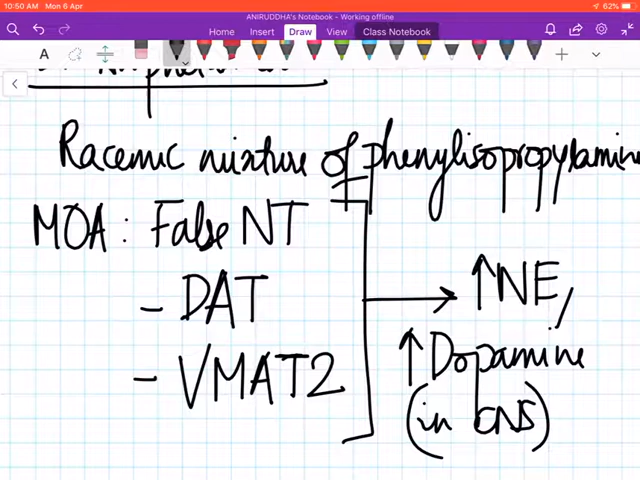 10:50 AM Mon 6 Apr
62%
ANIRUDDHA's Notebook - Working offline
Home Insert Draw View Class Notebook
Racemic mixture of phenylisopropylamine
MOA : False NT
- DAT
- VMAT2
↑NE,
↑Dopamine
(in CNS)